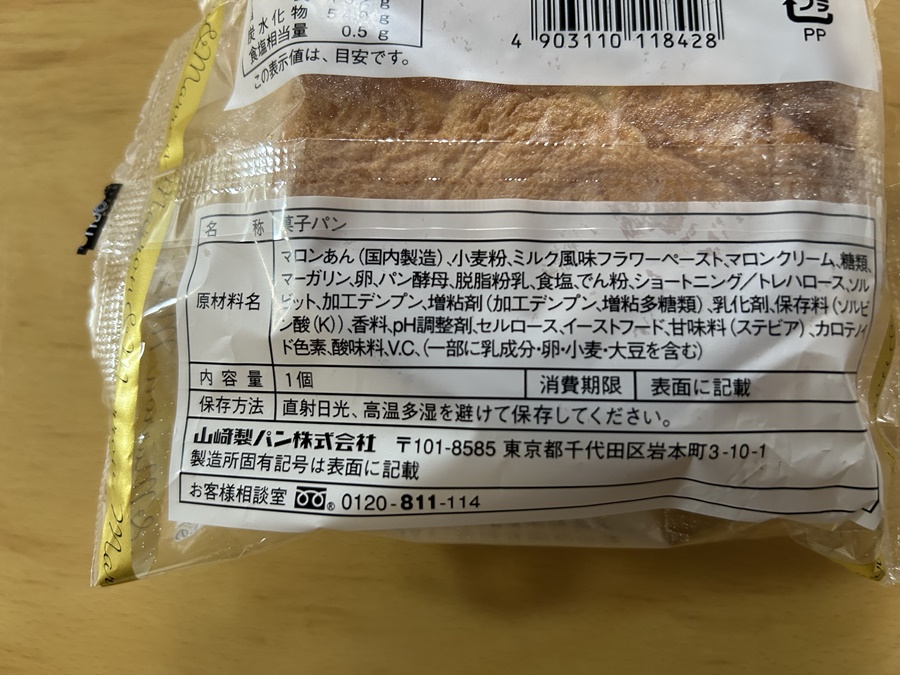 炭水化物
g
食塩相当量 0.5 g
この表示値は、目安です。
4 903110 118428
プラ
PP
名 称 菓子パン
原材料名
マロンあん(国内製造)、小麦粉、ミルク風味フラワーペースト、マロンクリーム、糖類、
マーガリン、卵、パン酵母、脱脂粉乳、食塩、でん粉、ショートニング/トレハロース、ソル
ビット、加工デンプン、増粘剤(加工デンプン、増粘多糖類)、乳化剤、保存料(ソルビ
ン酸(K))、香料、pH調整剤、セルロース、イーストフード、甘味料(ステビア)、カロテノイ
ド色素、酸味料、V.C、(一部に乳成分・卵・小麦・大豆を含む)
内容量 1個 消費期限 表面に記載
保存方法 直射日光、高温多湿を避けて保存してください。
山崎製パン株式会社 〒101-8585 東京都千代田区岩本町3-10-1
製造所固有記号は表面に記載
お客様相談室 ® 0120-811-114